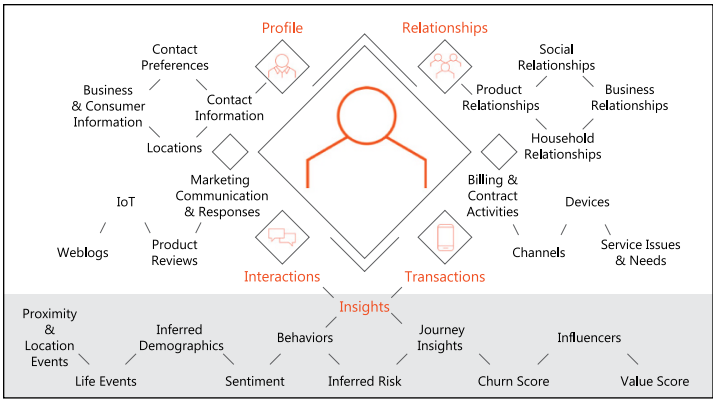 Profile
Relationships
Contact
Preferences
Social
Relationships
Business
& Consumer
Information
Contact
Information
Product
Relationships
Business
Relationships
Locations
Household
Relationships
Marketing
Communication
& Responses
Billing &
Contract
Activities
IoT
Devices
Weblogs
Product
Reviews
Channels
Service Issues
& Needs
Interactions
Transactions
Insights
Proximity
&
Location
Events
Inferred
Demographics
Behaviors
Journey
Insights
Influencers
Life Events
Sentiment
Inferred Risk
Churn Score
Value Score